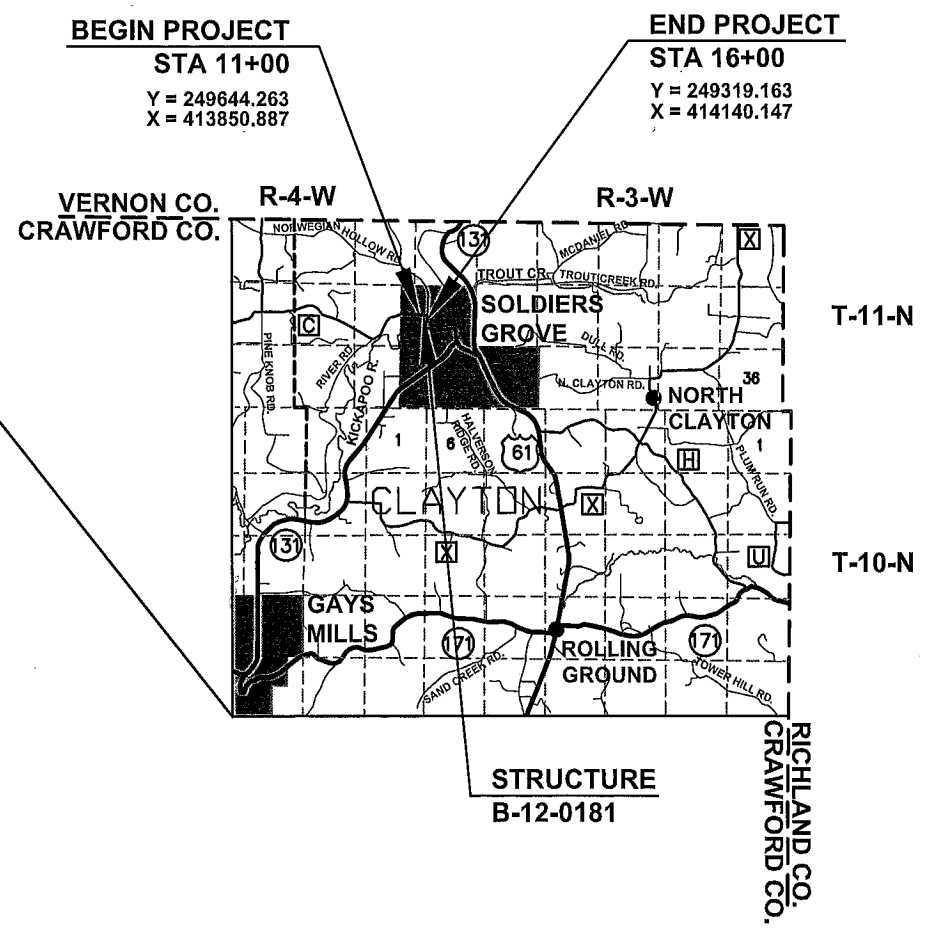 BEGIN PROJECT
STA 11+00
Y = 249644.263
X = 413850.887
END PROJECT
STA 16+00
Y = 249319.163
X = 414140.147
VERNON CO.
CRAWFORD CO.
R-4-W
R-3-W
NORWEGIAN HOLLOW RD.
131
MCDANIEL RD.
X
TROUT CR.
TROUT CREEK RD.
SOLDIERS
GROVE
T-11-N
C
PINE KNOB RD.
RIVER RD.
KICKAPOO R.
DULL RD.
N. CLAYTON RD.
36
NORTH
CLAYTON
1
6
HALVERSON
RIDGE RD.
61
H
1
PLUM RUN RD.
CLAYTON
X
131
X
U
T-10-N
GAYS
MILLS
171
SAND CREEK RD.
ROLLING
GROUND
171
TOWER HILL RD.
STRUCTURE
B-12-0181
RICHLAND CO.
CRAWFORD CO.